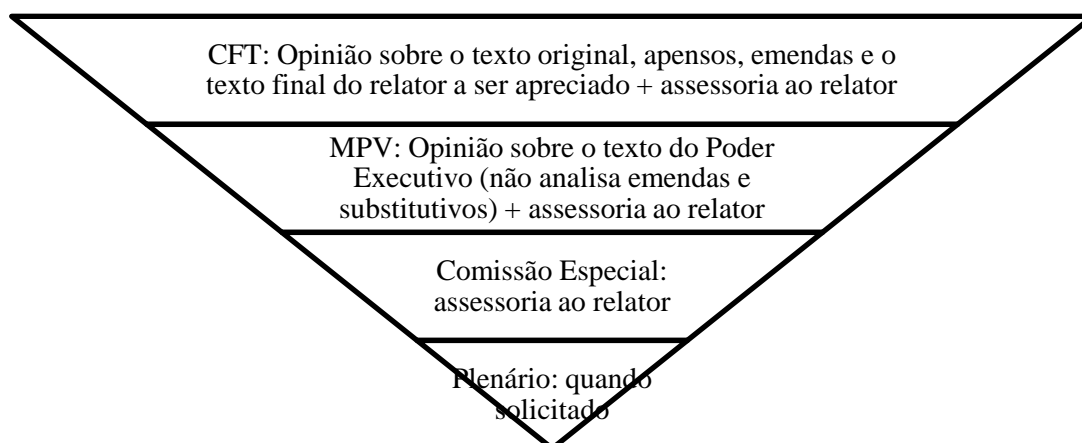 CFT: Opinião sobre o texto original, apensos, emendas e o
texto final do relator a ser apreciado + assessoria ao relator
MPV: Opinião sobre o texto do Poder
Executivo (não analisa emendas e
substitutivos) + assessoria ao relator
Comissão Especial:
assessoria ao relator
Plenário: quando
solicitado